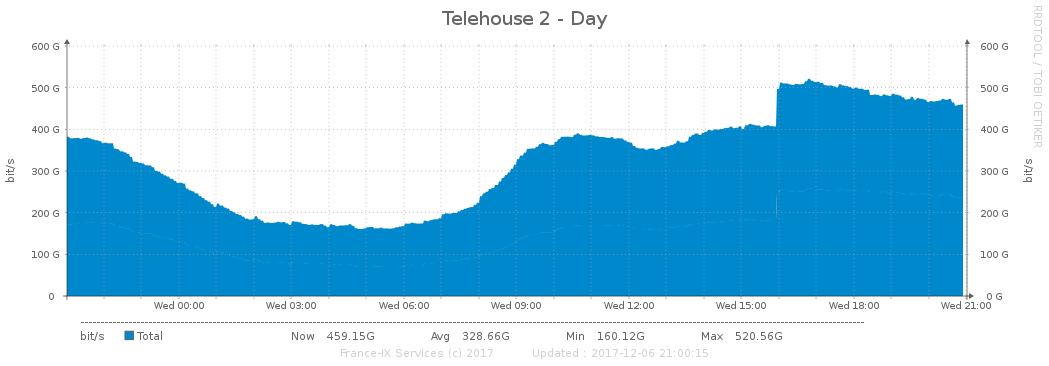 Telehouse 2 - Day
RRDTOOL / TOBI OETIKER
600 G 600 G
500 G 500 G
400 G 400 G
300 G 300 G
200 G 200 G
100 G 100 G
0 0 G
bit/s
bit/s
Wed 00:00 Wed 03:00 Wed 06:00 Wed 09:00 Wed 12:00 Wed 15:00 Wed 18:00 Wed 21:00
bit/s Total Now 459.15G Avg 328.66G Min 160.12G Max 520.56G
France-IX Services (c) 2017 Updated : 2017-12-06 21:00:15